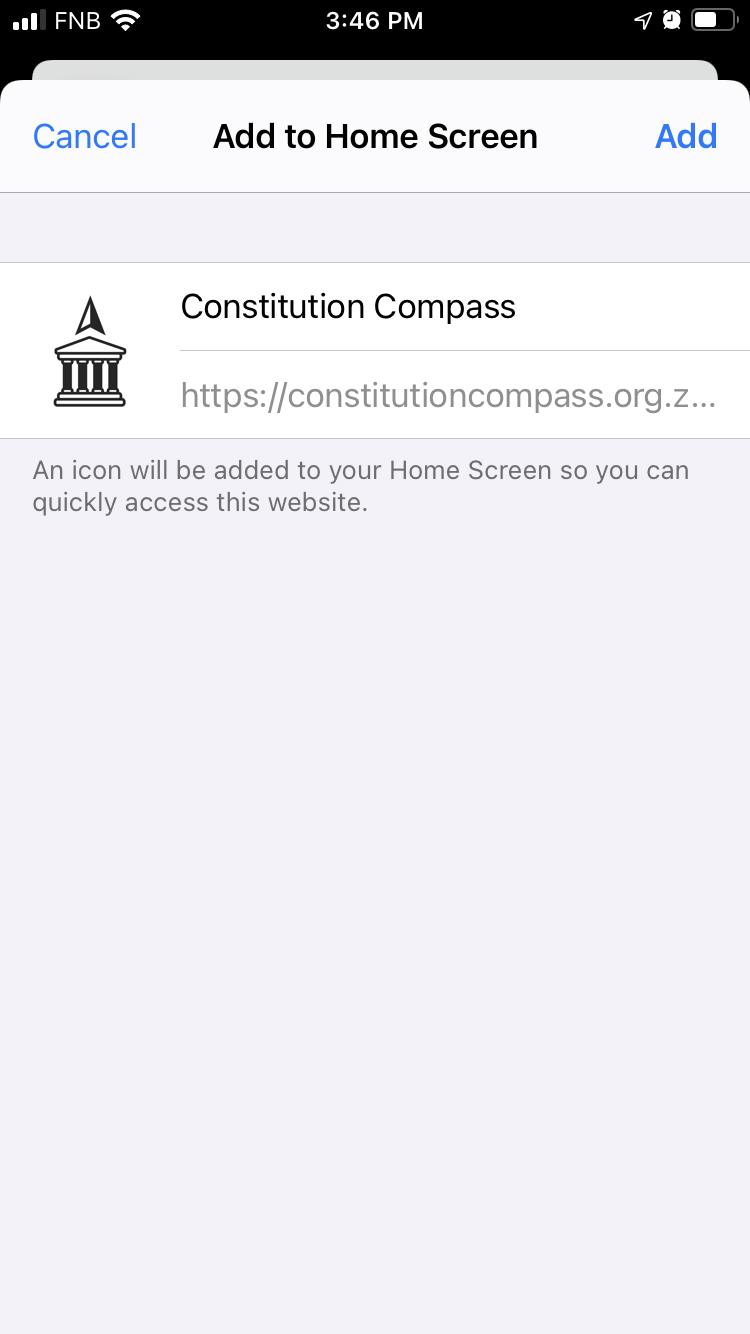 FNB 3:46 PM
Cancel Add to Home Screen Add
Constitution Compass
https://constitutioncompass.org.z...
An icon will be added to your Home Screen so you can
quickly access this website.